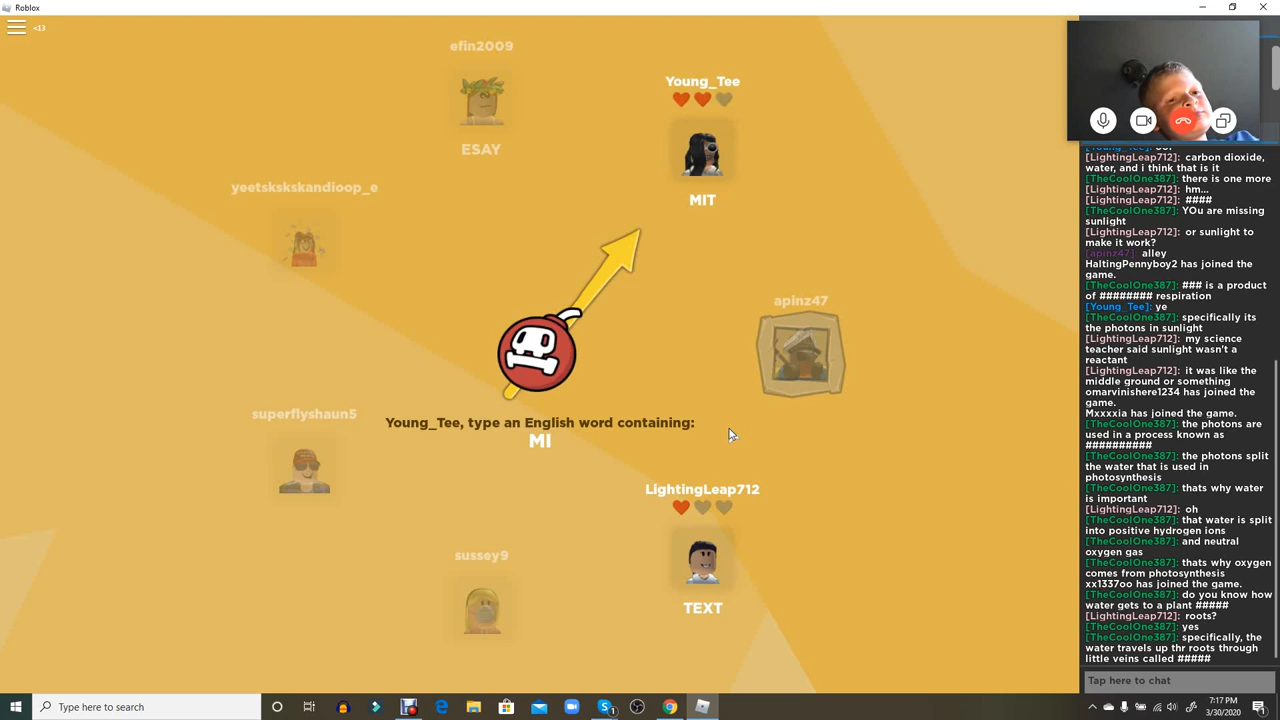 Roblox
<13
efin2009
ESAY
Young_Tee
MIT
yeetskskskandloop_e
apinz47
Young_Tee, type an English word containing:
MI
superflyshaun5
LightingLeap712
TEXT
sussey9
[LightingLeap712]: carbon dioxide,
water, and i think that is it
[TheCoolOne387]: there is one more
[LightingLeap712]: hm...
[LightingLeap712]: ####
[TheCoolOne387]: YOu are missing
sunlight
[LightingLeap712]: or sunlight to
make it work?
[apinz47]: alley
HaltingPennyboy2 has joined the
game.
[TheCoolOne387]: ### is a product
of ######## respiration
[Young_Tee]: ye
[TheCoolOne387]: specifically its
the photons in sunlight
[LightingLeap712]: my science
teacher said sunlight wasn't a
reactant
[LightingLeap712]: it was like the
middle ground or something
omarvinishere1234 has joined the
game.
Mxxxxia has joined the game.
[TheCoolOne387]: the photons are
used in a process known as
##########
[TheCoolOne387]: the photons split
the water that is used in
photosynthesis
[TheCoolOne387]: thats why water
is important
[LightingLeap712]: oh
[TheCoolOne387]: that water is split
into positive hydrogen ions
[TheCoolOne387]: and neutral
oxygen gas
[TheCoolOne387]: thats why oxygen
comes from photosynthesis
xx1337oo has joined the game.
[TheCoolOne387]: do you know how
water gets to a plant #####
[LightingLeap712]: roots?
[TheCoolOne387]: yes
[TheCoolOne387]: specifically, the
water travels up thr roots through
little veins called #####
Tap here to chat
Type here to search
1
7:17 PM
3/30/2020
1